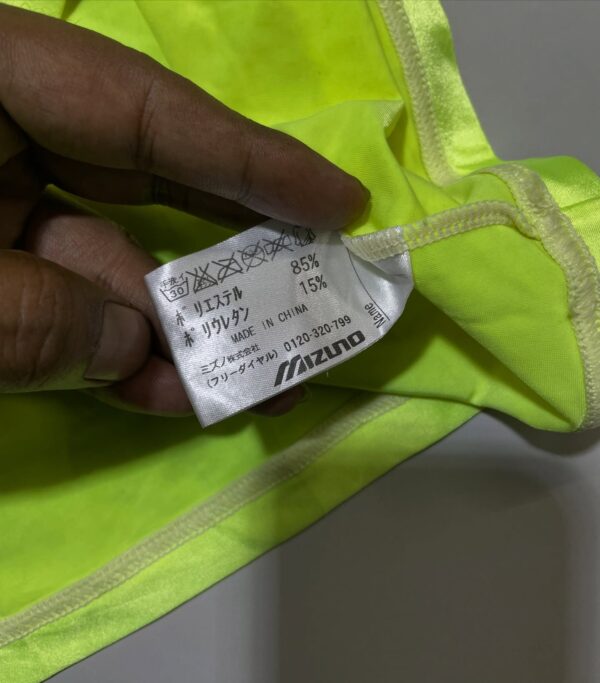 手洗イ
30
ポリエステル 85%
ポリウレタン 15%
MADE IN CHINA
ミズノ株式会社
(フリーダイヤル) 0120-320-799
MIZUNO
Name